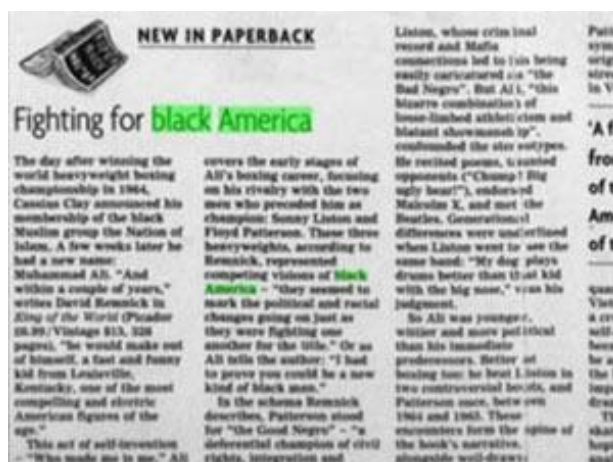 NEW IN PAPERBACK
Fighting for black America
The day after winning the
world heavyweight boxing
championship in 1964,
Cassius Clay announced his
membership of the black
Muslim group the Nation of
Islam. A few weeks later he
had a new name:
Muhammad Ali. "And
within a couple of years,"
writes David Remnick in
King of the World (Picador
£6.99/Vintage $13, 326
pages), "he would make out
of himself, a fast and funny
kid from Louisville,
Kentucky, one of the most
compelling and electric
American figures of the
age."
This act of self-invention
– "Who made me is me," Ali
covers the early stages of
Ali's boxing career, focusing
on his rivalry with the two
men who preceded him as
champion: Sonny Liston and
Floyd Patterson. These three
heavyweights, according to
Remnick, represented
competing visions of black
America – "they seemed to
mark the political and racial
changes going on just as
they were fighting one
another for the title." Or as
Ali tells the author: "I had
to prove you could be a new
kind of black man."
In the schema Remnick
describes, Patterson stood
for "the Good Negro" – "a
deferential champion of civil
rights, integration and
Liston, whose criminal
record and Mafia
connections led to his being
easily caricatured as "the
Bad Negro". But Ali, "this
bizarre combination of
loose-limbed athleticism and
blatant showmanship",
confounded the stereotypes.
He recited poems, taunted
opponents ("Chump! Big
ugly bear!"), endorsed
Malcolm X, and met the
Beatles. Generational
differences were underlined
when Liston went to see the
same band: "My dog plays
drums better than that kid
with the big nose," was his
judgment.
So Ali was younger,
wittier and more political
than his immediate
predecessors. Better at
boxing too: he beat Liston in
two controversial bouts, and
Patterson once, between
1964 and 1965. These
encounters form the spine of
the book's narrative,
alongside well-drawn
'A f
fro
of t
Am
of t